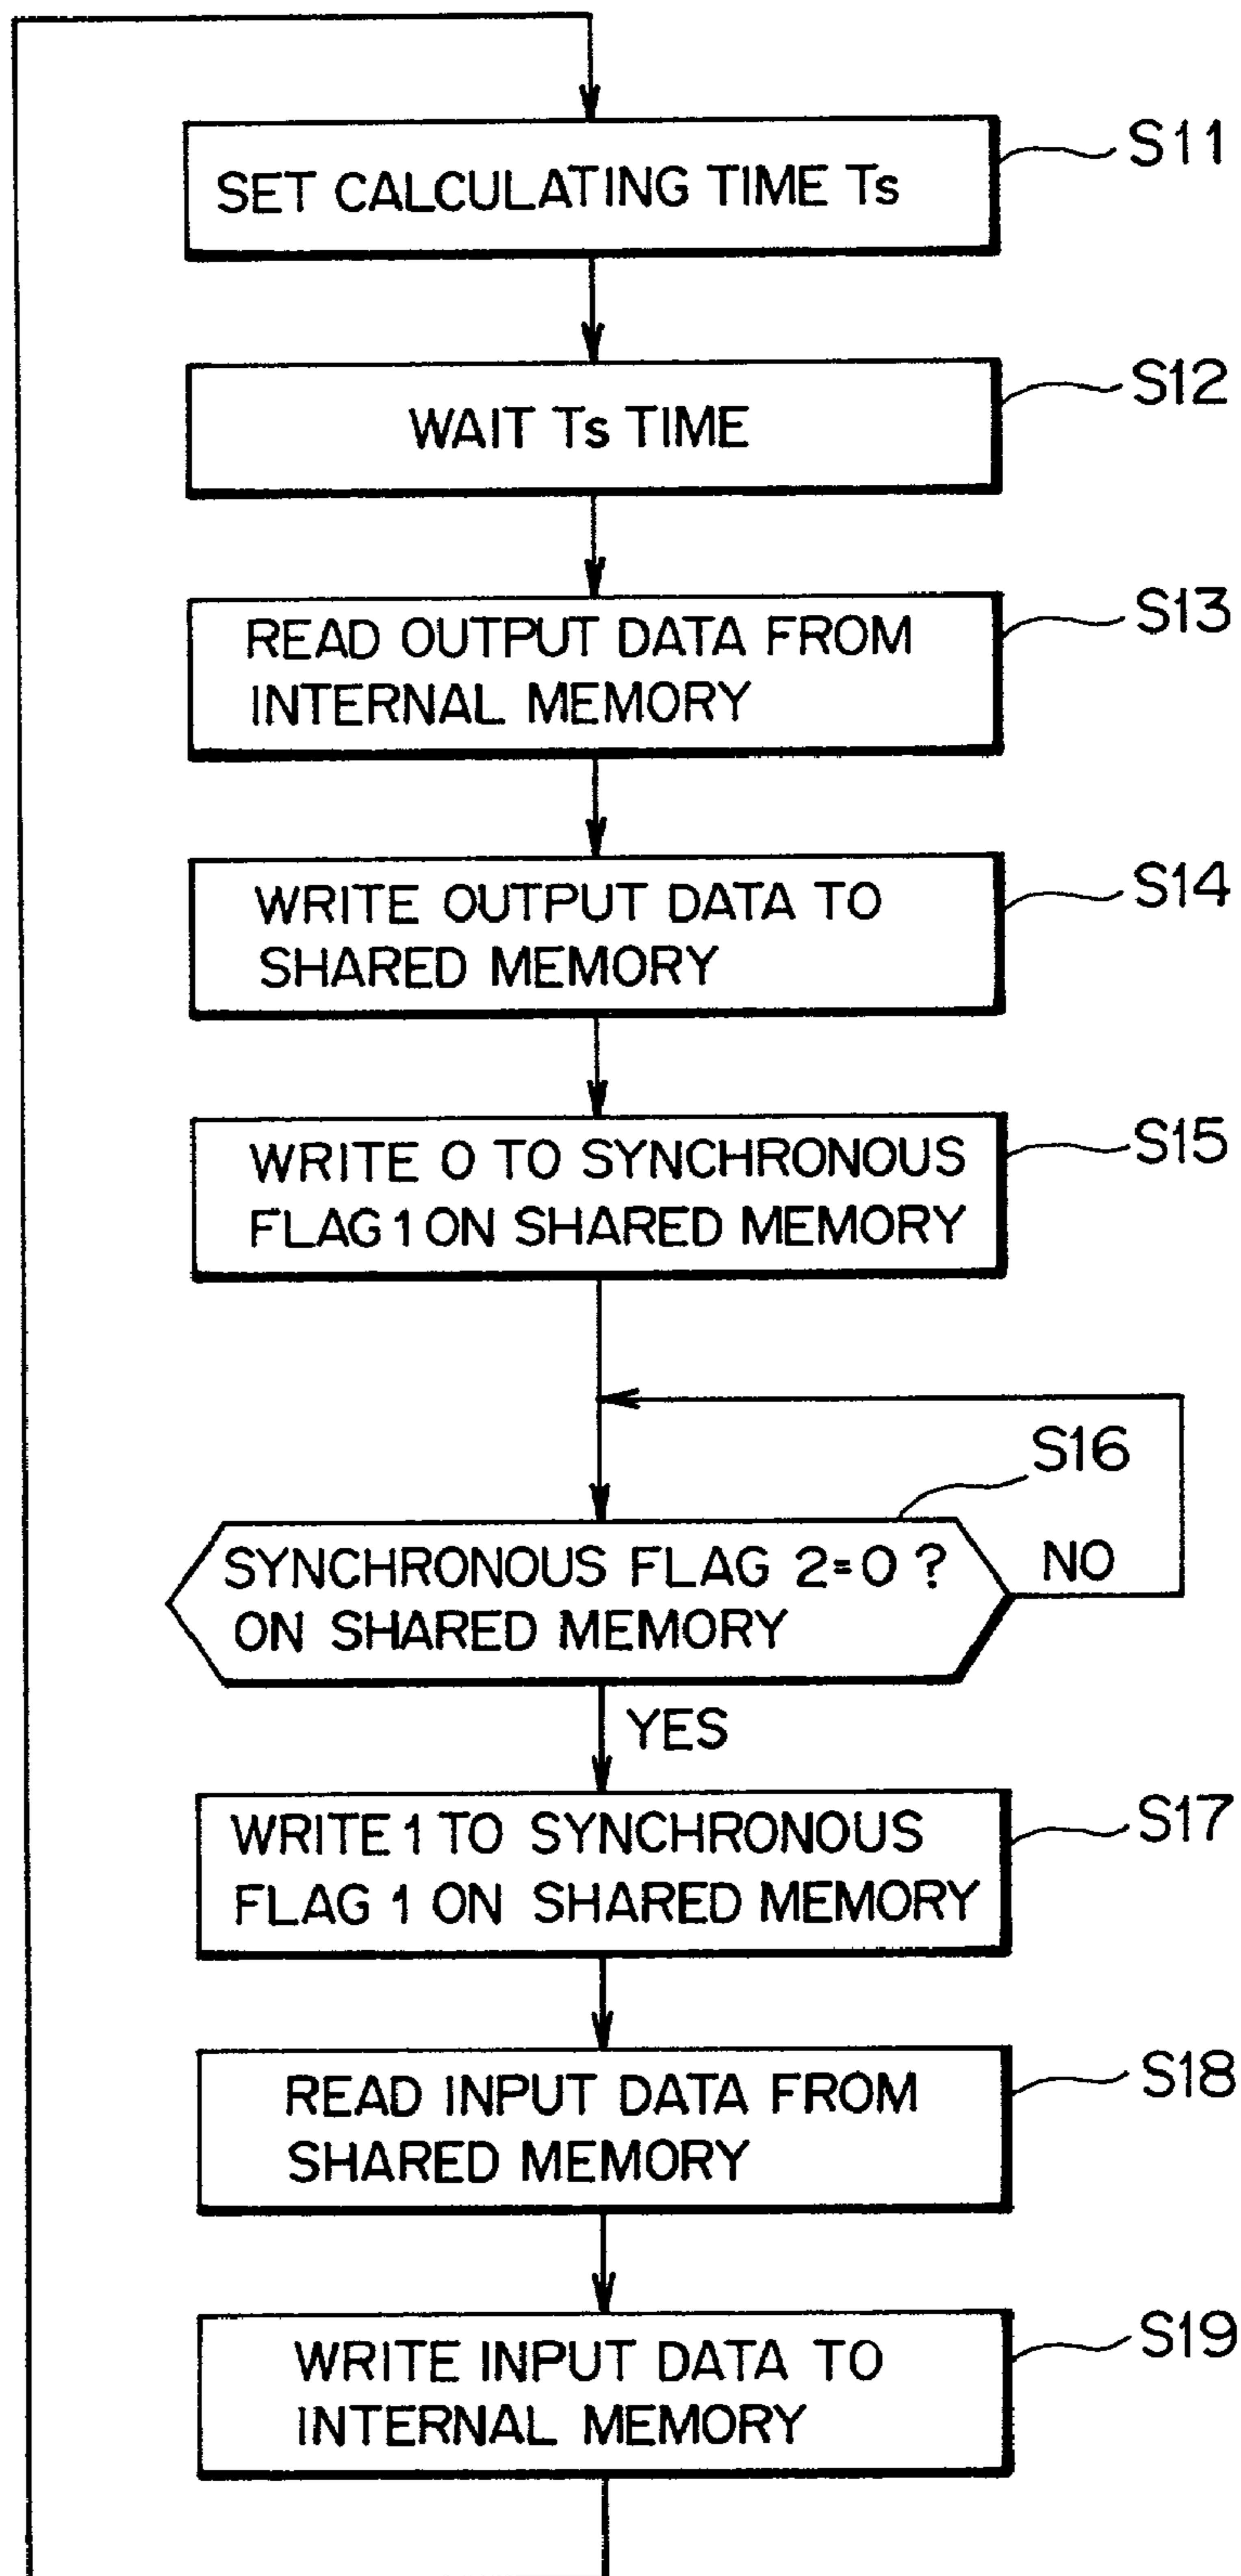 S11
SET CALCULATING TIME Ts
S12
WAIT Ts TIME
S13
READ OUTPUT DATA FROM
INTERNAL MEMORY
S14
WRITE OUTPUT DATA TO
SHARED MEMORY
S15
WRITE 0 TO SYNCHRONOUS
FLAG 1 ON SHARED MEMORY
S16
SYNCHRONOUS FLAG 2=0 ?
ON SHARED MEMORY
NO
YES
S17
WRITE 1 TO SYNCHRONOUS
FLAG 1 ON SHARED MEMORY
S18
READ INPUT DATA FROM
SHARED MEMORY
S19
WRITE INPUT DATA TO
INTERNAL MEMORY